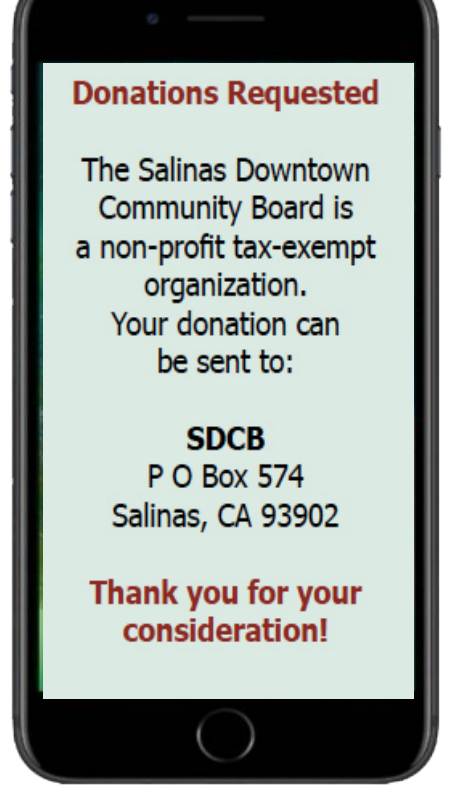 Donations Requested
The Salinas Downtown
Community Board is
a non-profit tax-exempt
organization.
Your donation can
be sent to:
SDCB
P O Box 574
Salinas, CA 93902
Thank you for your
consideration!